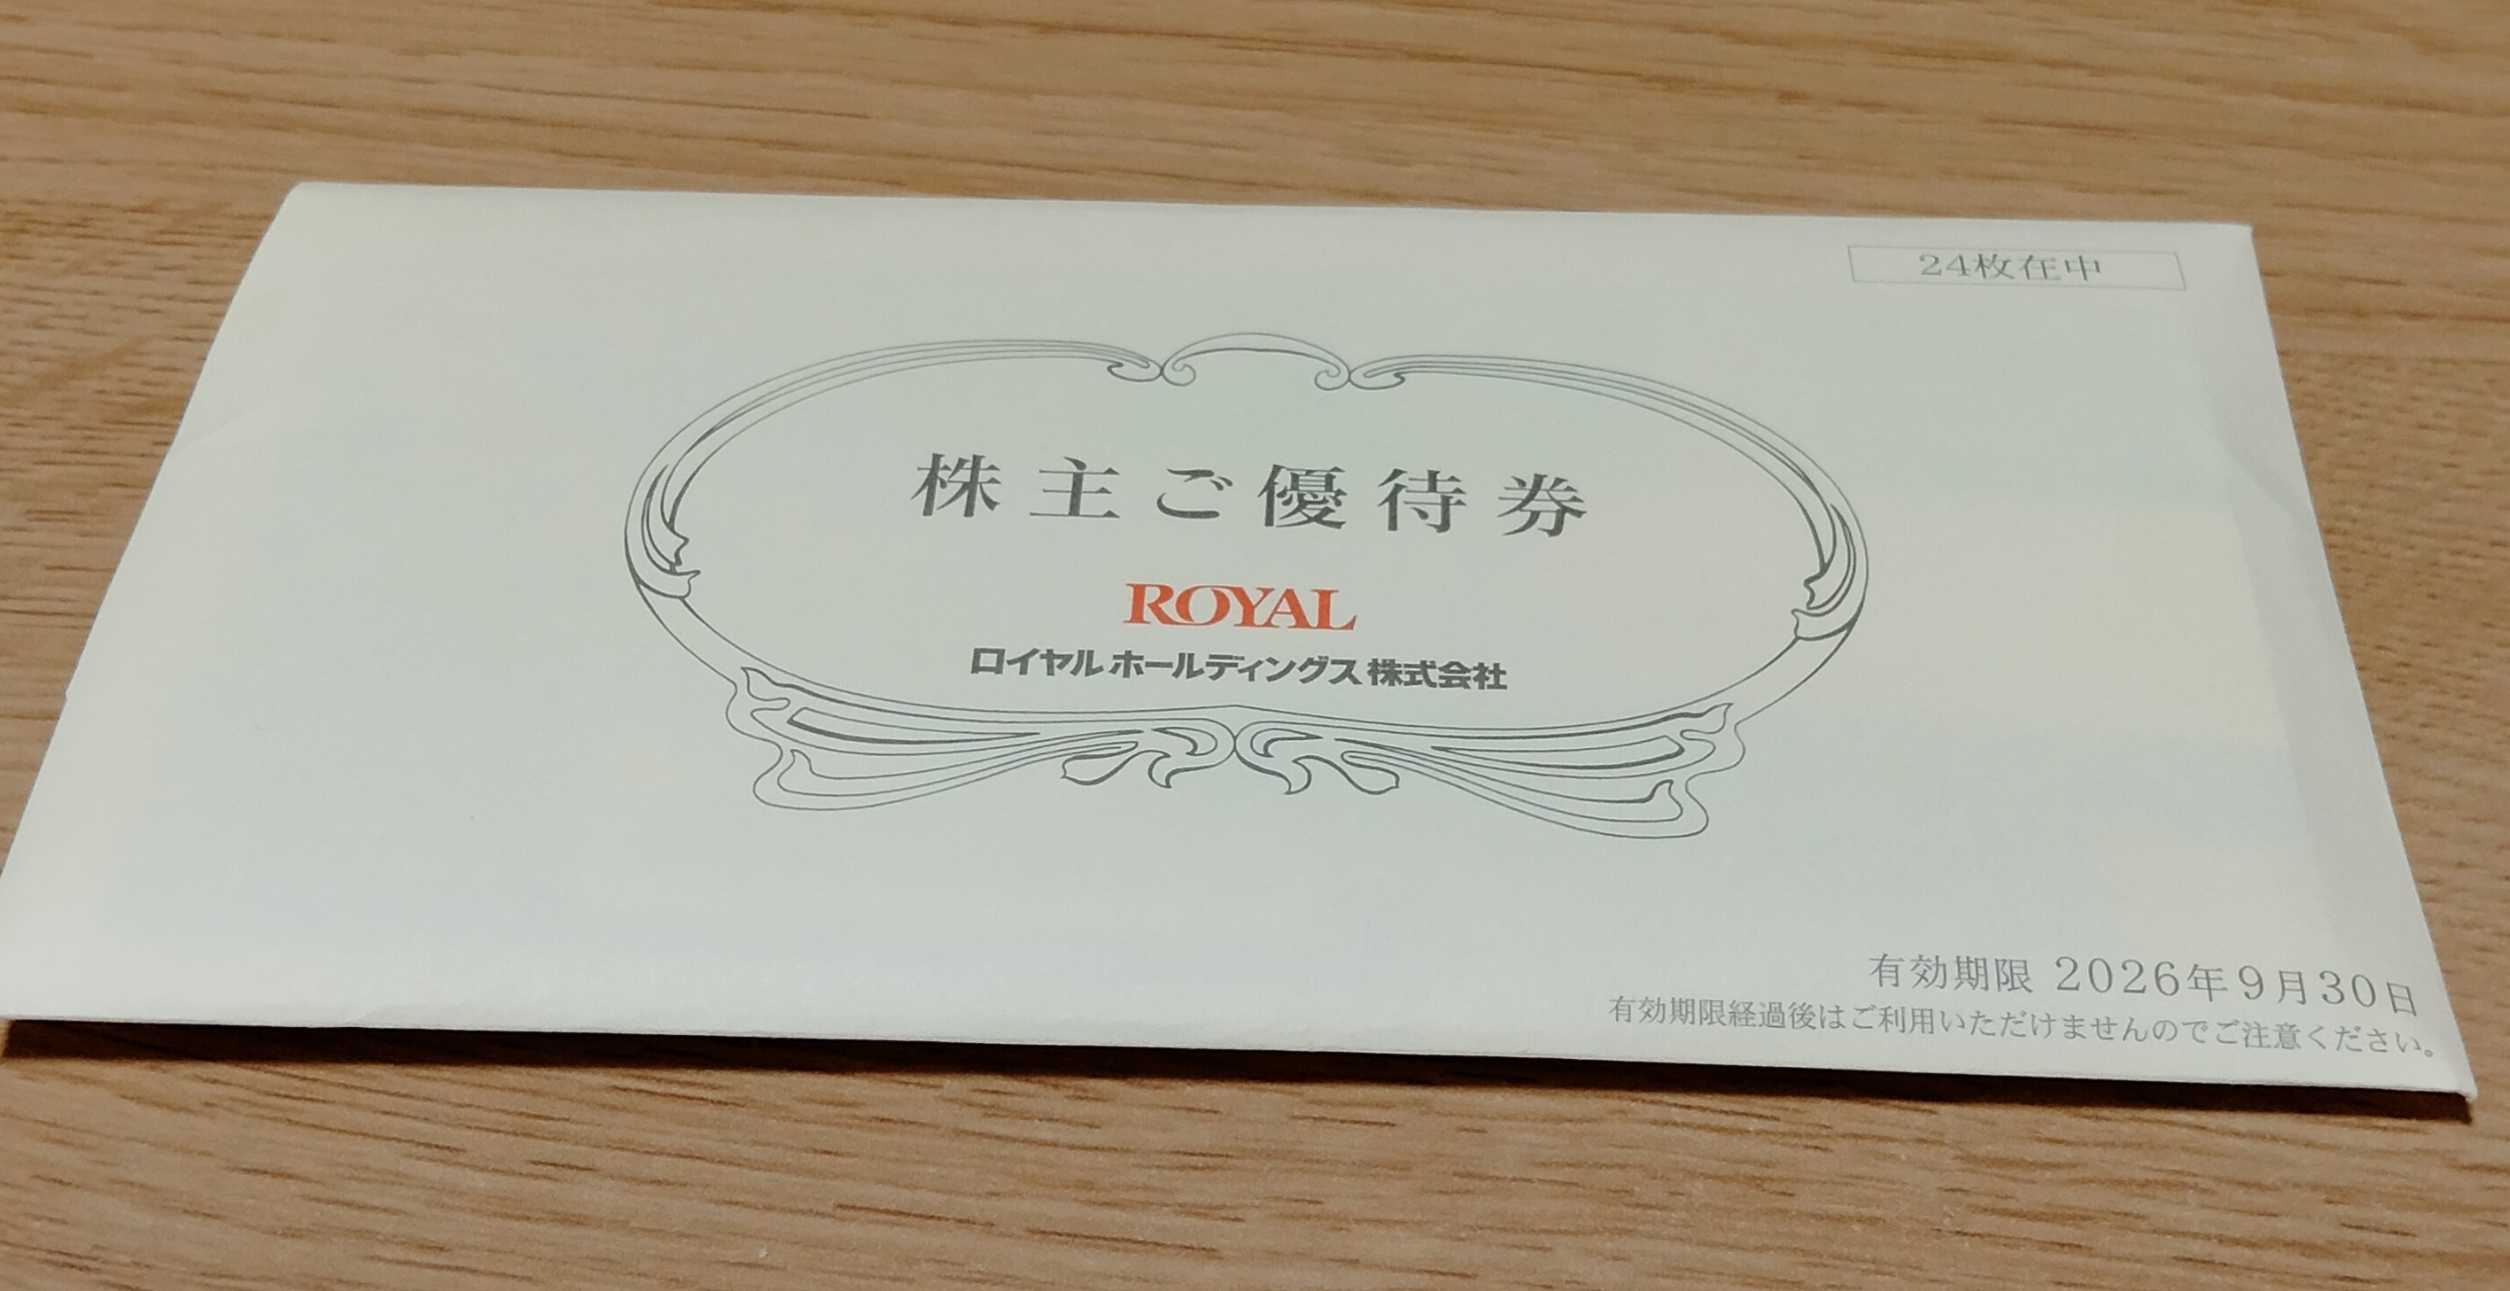 24枚在中
株主ご優待券
ROYAL
ロイヤルホールディングス株式会社
有効期限 2026年9月30日
有効期限経過後はご利用いただけませんのでご注意ください。